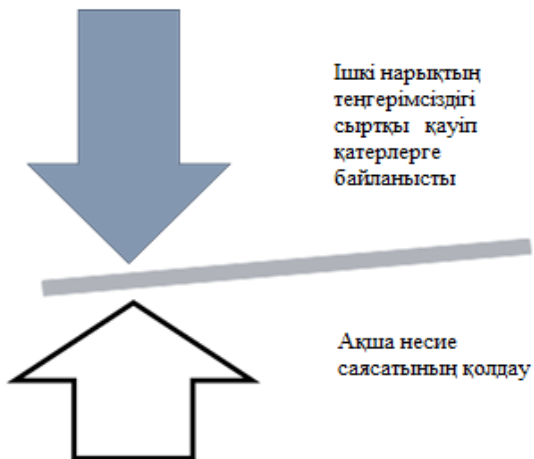 Ішкі нарықтың
теңгерімсіздігі
сыртқы қауіп
қатерлерге
байланысты
Ақша несие
саясатының қолдау